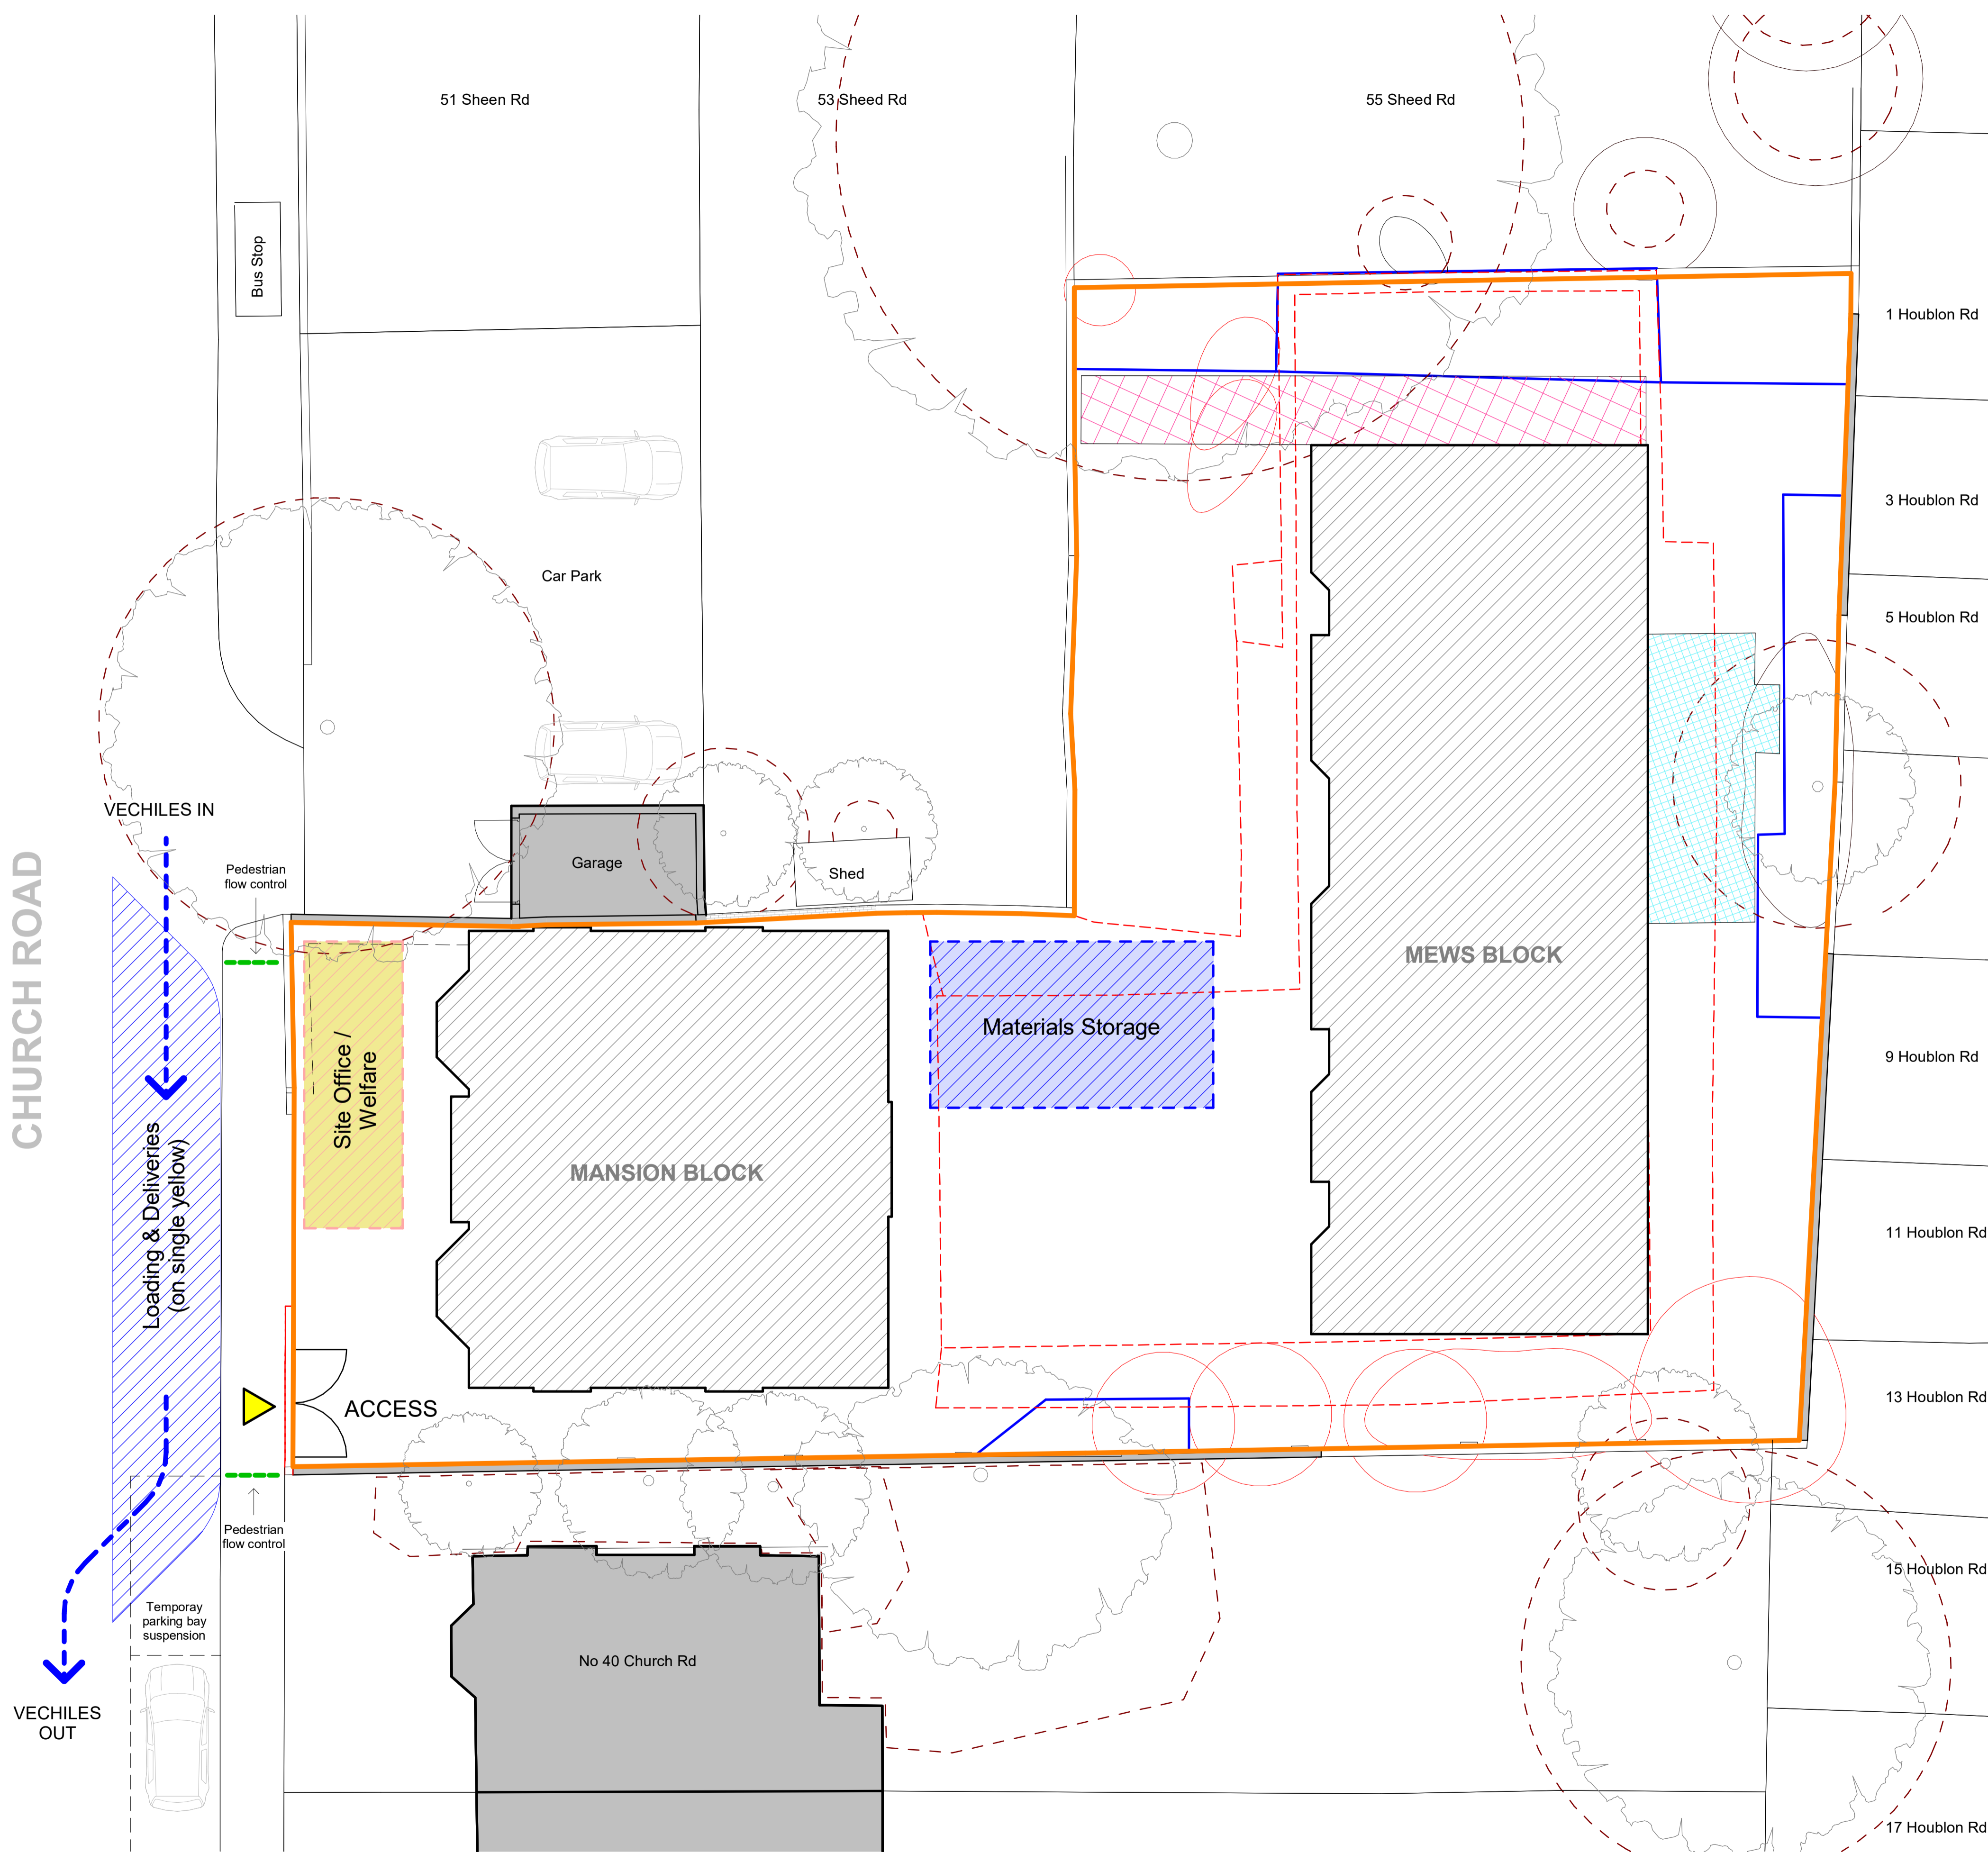 51 Sheen Rd
53 Sheed Rd
55 Sheed Rd
Bus Stop
1 Houblon Rd
3 Houblon Rd
Car Park
5 Houblon Rd
VECHILES IN
Pedestrian
flow control
Garage
Shed
CHURCH ROAD
MEWS BLOCK
Materials Storage
Site Office /
Welfare
9 Houblon Rd
MANSION BLOCK
Loading & Deliveries
(on single yellow)
11 Houblon Rd
ACCESS
13 Houblon Rd
Pedestrian
flow control
15 Houblon Rd
Temporay
parking bay
suspension
No 40 Church Rd
VECHILES
OUT
17 Houblon Rd